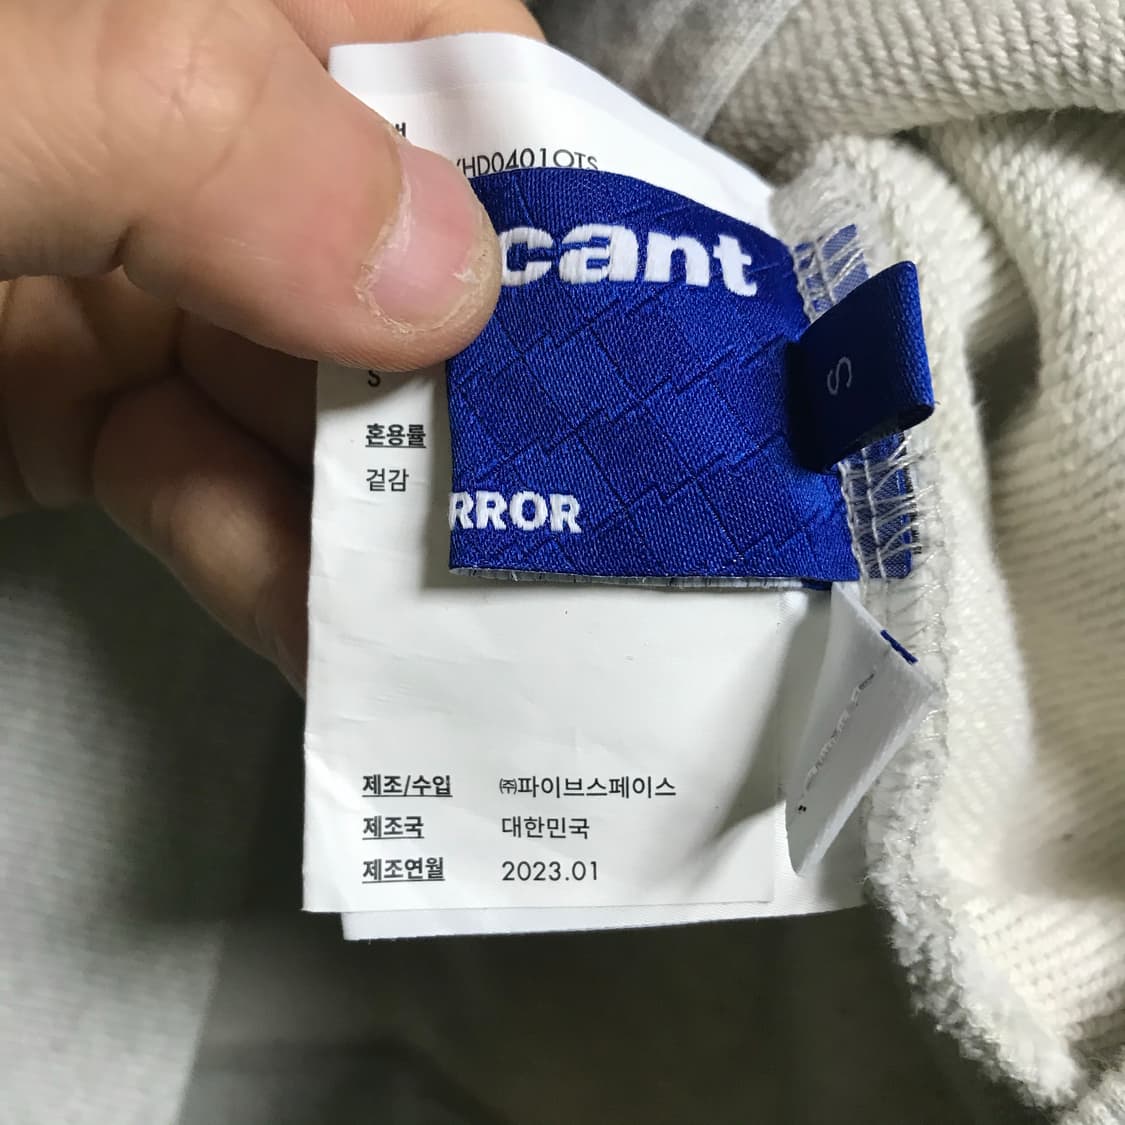 HD0401OTS
cant
S
S
혼용률
겉감
RROR
제조/수입 ㈜파이브스페이스
제조국 대한민국
제조연월 2023.01